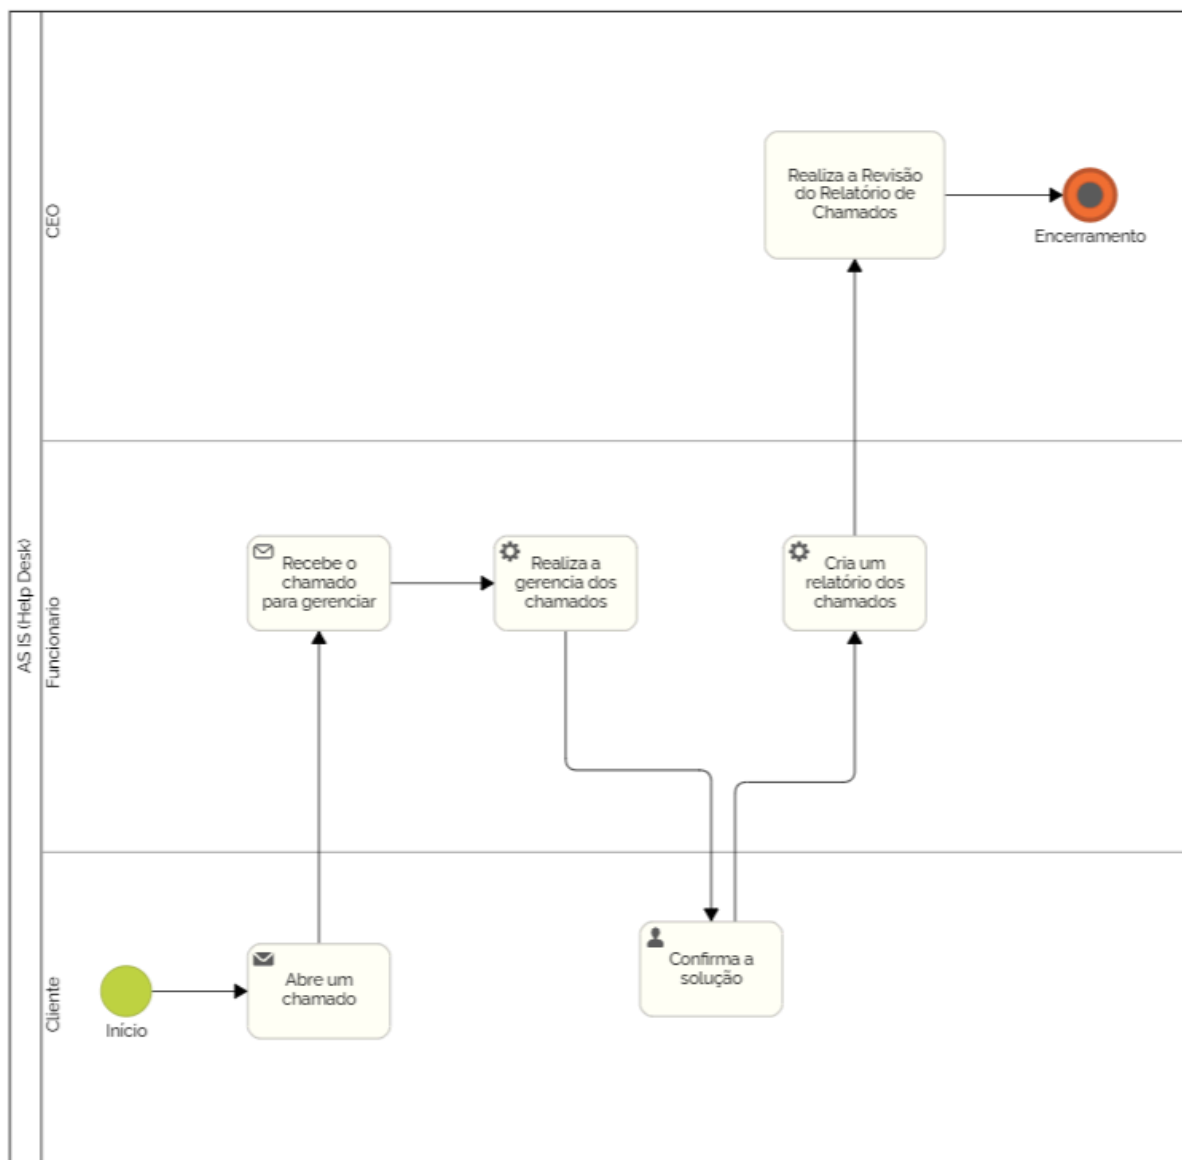 AS IS (Help Desk)
CEO
Realiza a Revisão
do Relatório de
Chamados
Encerramento
Funcionario
Recebe o
chamado
para gerenciar
Realiza a
gerencia dos
chamados
Cria um
relatório dos
chamados
Cliente
Início
Abre um
chamado
Confirma a
solução